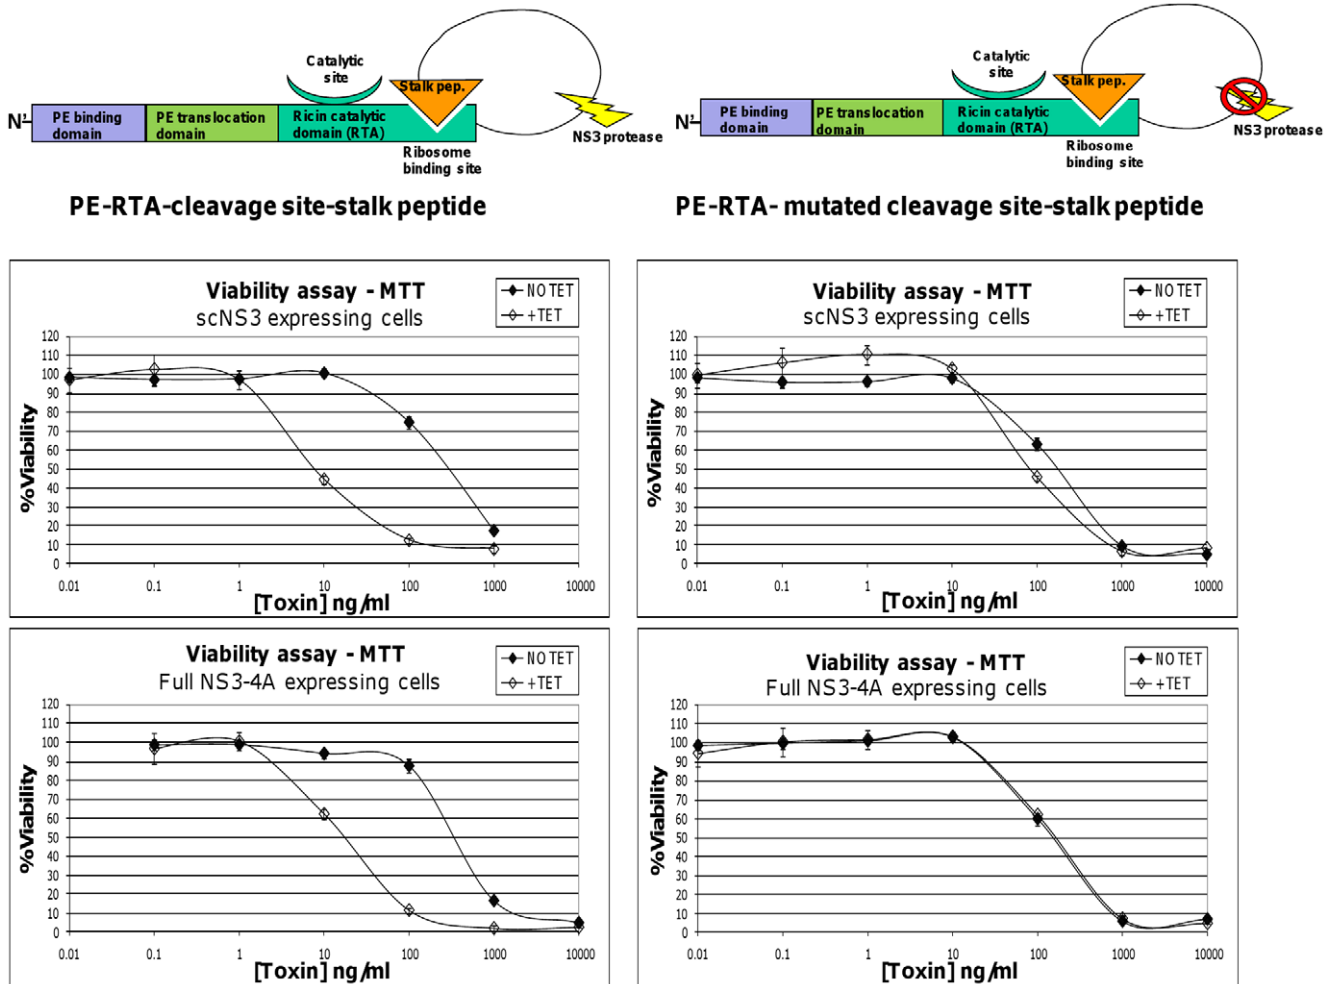 Catalytic
site
Stalk pep.
N'
PE binding
domain
PE translocation
domain
Ricin catalytic
domain (RTA)
NS3 protease
Ribosome
binding site
PE-RTA-cleavage site-stalk peptide
Catalytic
site
Stalk pep.
N'
PE binding
domain
PE translocation
domain
Ricin catalytic
domain (RTA)
NS3 protease
Ribosome
binding site
PE-RTA- mutated cleavage site-stalk peptide
Viability assay - MTT
scNS3 expressing cells
NO TET
+TET
%Viability
120
110
100
90
80
70
60
50
40
30
20
10
0
0.01 0.1 1 10 100 1000 10000
[Toxin] ng/ml
Viability assay - MTT
scNS3 expressing cells
NO TET
+TET
%Viability
120
110
100
90
80
70
60
50
40
30
20
10
0
0.01 0.1 1 10 100 1000 10000
[Toxin] ng/ml
Viability assay - MTT
Full NS3-4A expressing cells
NO TET
+TET
%Viability
120
110
100
90
80
70
60
50
40
30
20
10
0
0.01 0.1 1 10 100 1000 10000
[Toxin] ng/ml
Viability assay - MTT
Full NS3-4A expressing cells
NO TET
+TET
%Viability
120
110
100
90
80
70
60
50
40
30
20
10
0
0.01 0.1 1 10 100 1000 10000
[Toxin] ng/ml